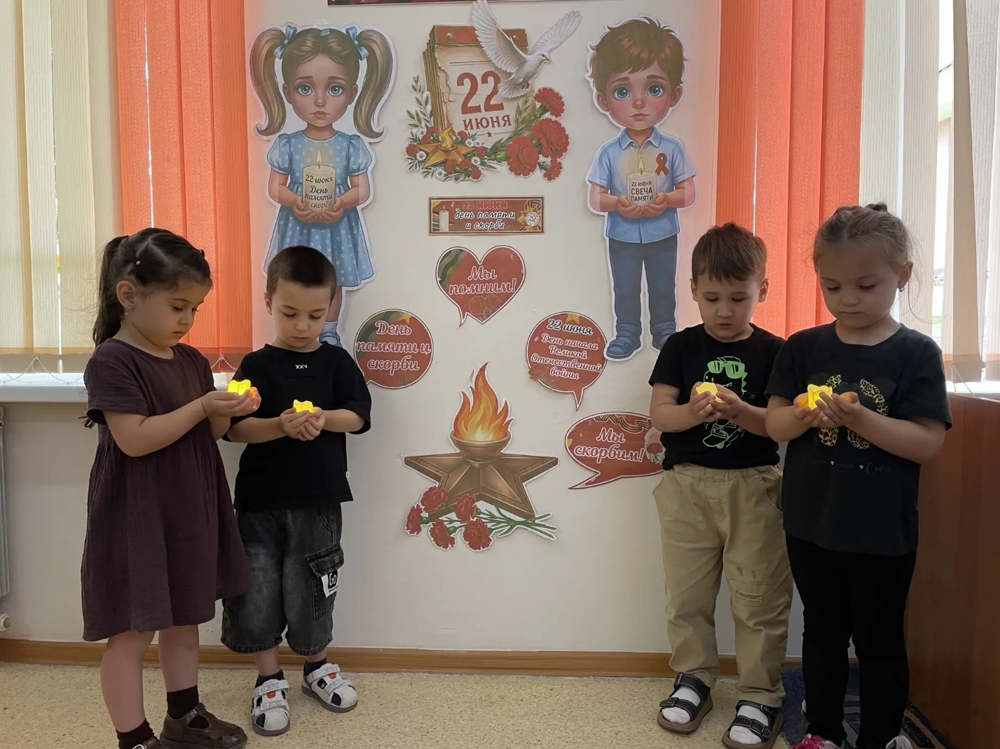 22
ИЮНЯ
22 июня
День
памяти
и скорби
22 ИЮНЯ
СВЕЧА
ПАМЯТИ
22 ИЮНЯ
день памяти
и скорби
Мы
помним!
День
памяти и
скорби
22 июня
День начала
Великой
Отечественной
войны
Мы
скорбим!
XXY
Go